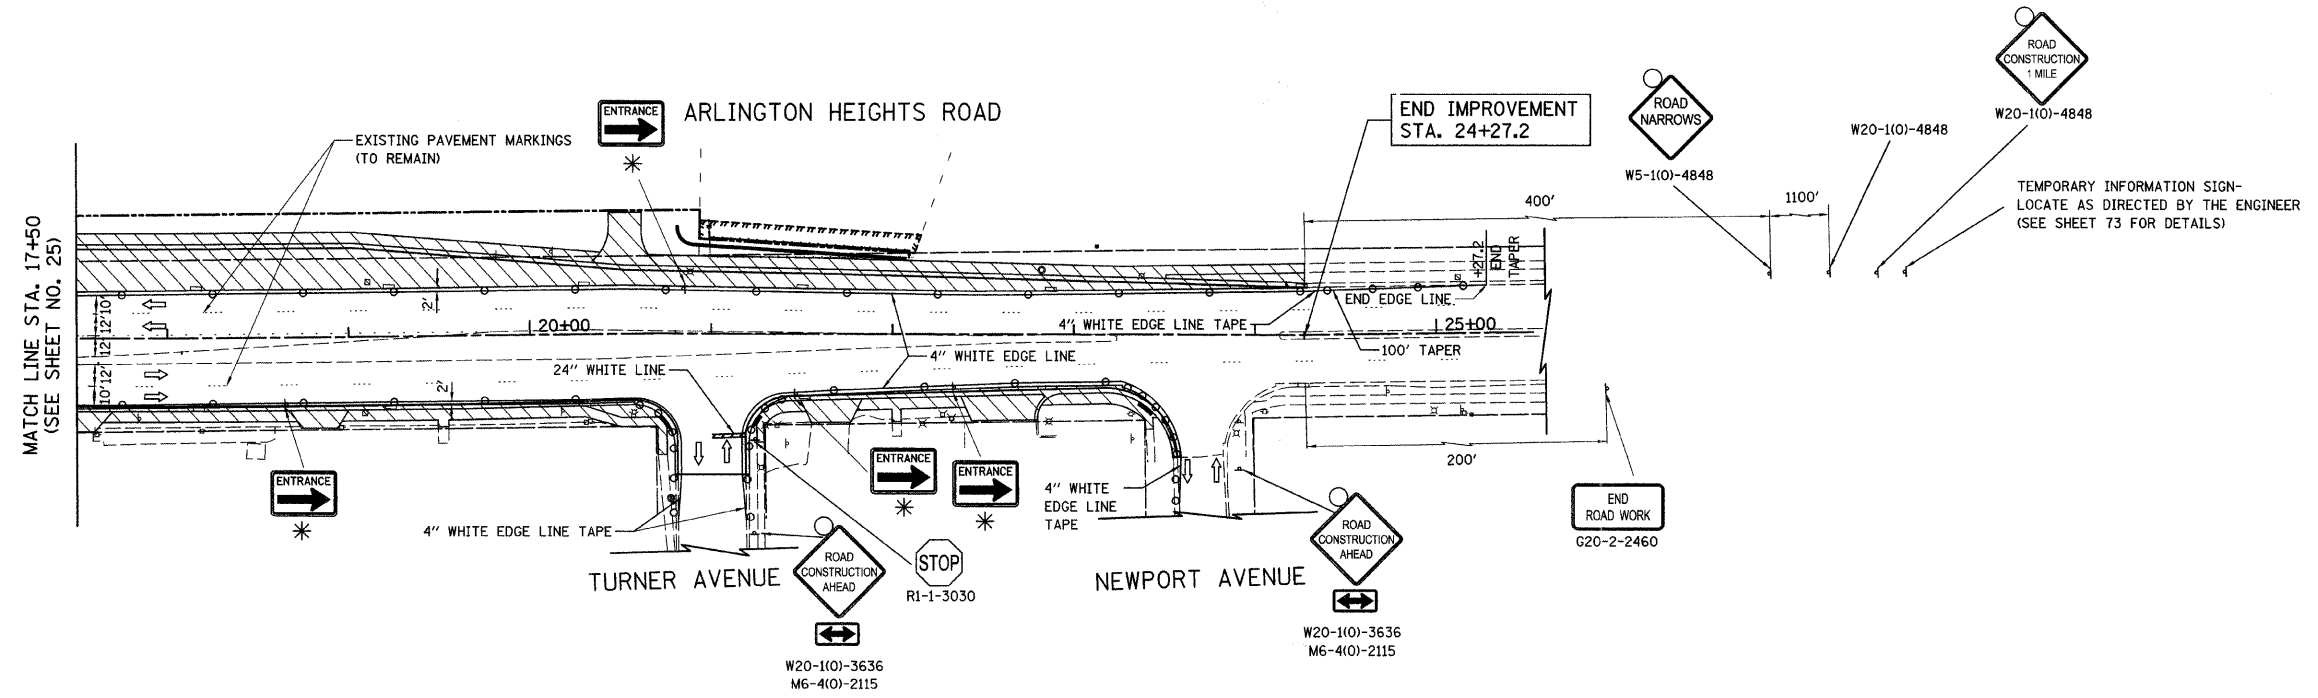 ROAD
CONSTRUCTION
1 MILE
W20-1(O)-4848
ROAD
NARROWS
W5-1(O)-4848
W20-1(O)-4848
ENTRANCE
ARLINGTON HEIGHTS ROAD
END IMPROVEMENT
STA. 24+27.2
EXISTING PAVEMENT MARKINGS
(TO REMAIN)
TEMPORARY INFORMATION SIGN-
LOCATE AS DIRECTED BY THE ENGINEER
(SEE SHEET 73 FOR DETAILS)
400'
1100'
MATCH LINE STA. 17+50
(SEE SHEET NO. 25)
+27.2
END
TAPER
END EDGE LINE
10'
12'
12'
12'
10'
2'
2'
20+00
25+00
4" WHITE EDGE LINE TAPE
4" WHITE EDGE LINE
100' TAPER
24" WHITE LINE
200'
ENTRANCE
ENTRANCE
ENTRANCE
4" WHITE
EDGE LINE
TAPE
4" WHITE EDGE LINE TAPE
END
ROAD WORK
G20-2-2460
ROAD
CONSTRUCTION
AHEAD
STOP
R1-1-3030
ROAD
CONSTRUCTION
AHEAD
TURNER AVENUE
NEWPORT AVENUE
W20-1(O)-3636
M6-4(O)-2115
W20-1(O)-3636
M6-4(O)-2115